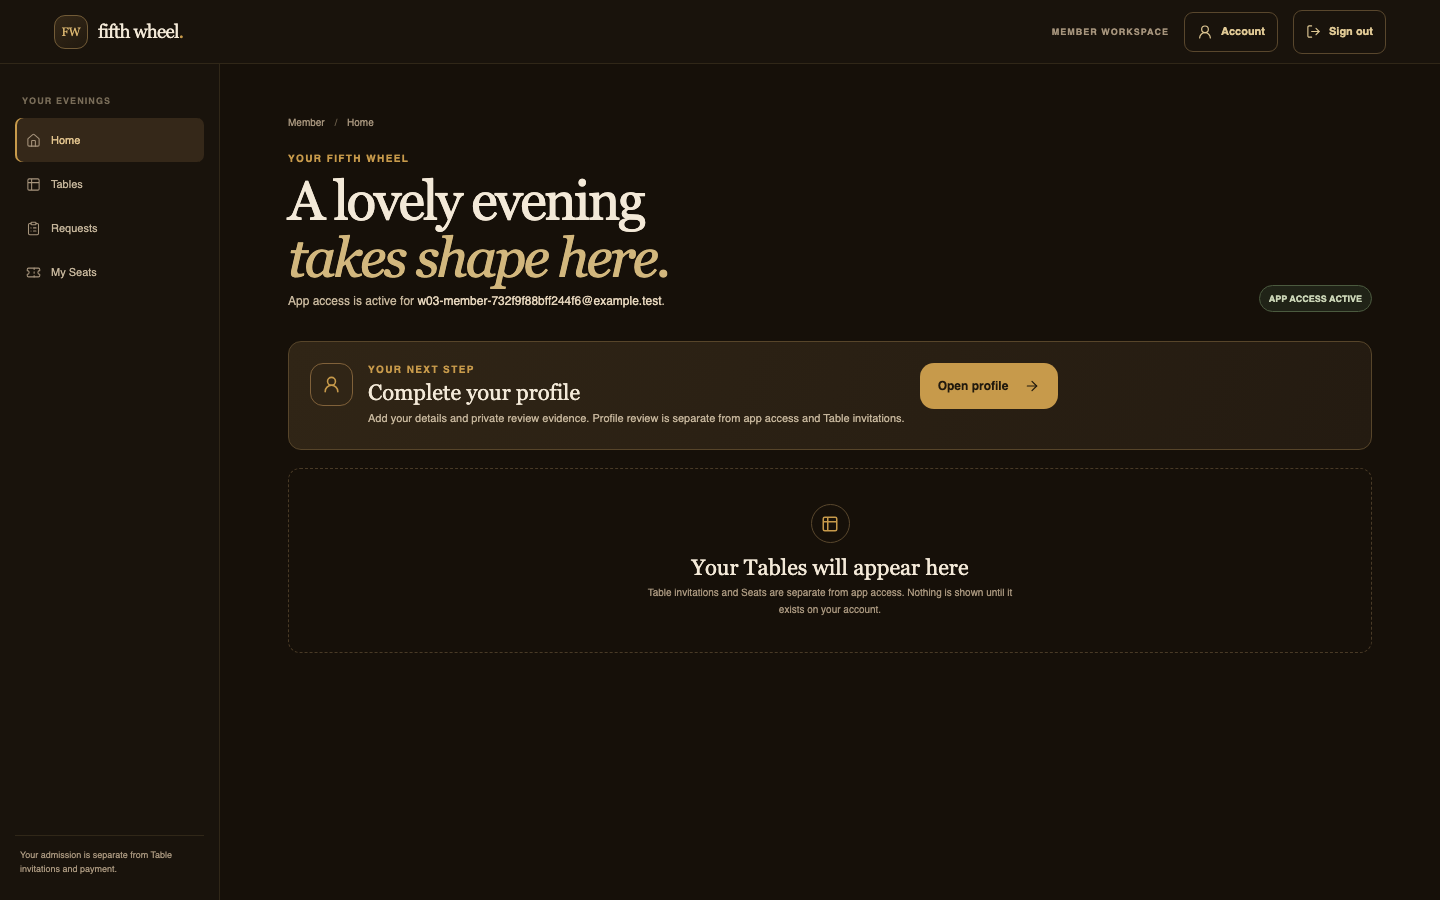 FW
fifth wheel.
MEMBER WORKSPACE
Account
Sign out
YOUR EVENINGS
Home
Tables
Requests
My Seats
Your admission is separate from Table
invitations and payment.
Member / Home
YOUR FIFTH WHEEL
A lovely evening
takes shape here.
App access is active for w03-member-732f9f88bff244f6@example.test.
APP ACCESS ACTIVE
YOUR NEXT STEP
Complete your profile
Add your details and private review evidence. Profile review is separate from app access and Table invitations.
Open profile
Your Tables will appear here
Table invitations and Seats are separate from app access. Nothing is shown until it
exists on your account.